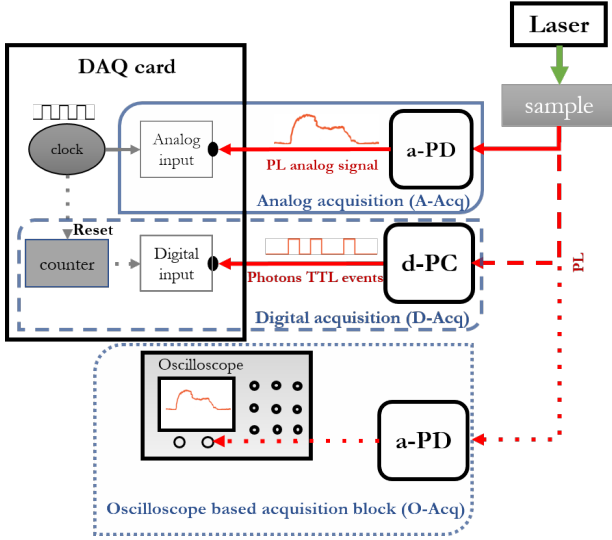 Laser
DAQ card
sample
clock
Analog
input
a-PD
PL analog signal
Analog acquisition (A-Acq)
Reset
counter
Digital
input
d-PC
Photons TTL events
PL
Digital acquisition (D-Acq)
Oscilloscope
a-PD
Oscilloscope based acquisition block (O-Acq)